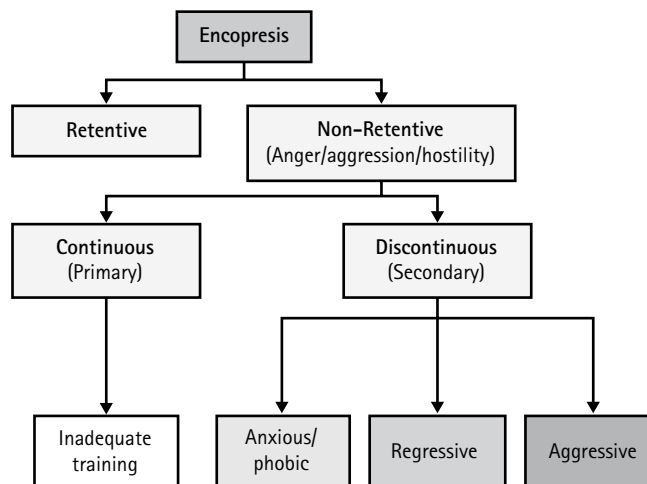 Encopresis
Retentive
Non-Retentive
(Anger/aggression/hostility)
Continuous
(Primary)
Discontinuous
(Secondary)
Inadequate
training
Anxious/
phobic
Regressive
Aggressive